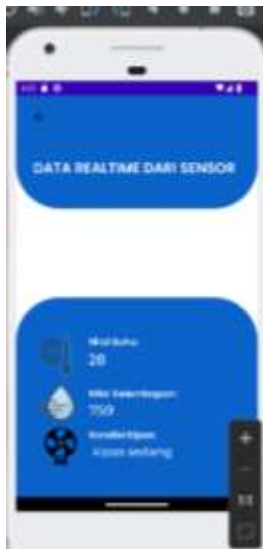 DATA REALTIME DARI SENSOR
Nilai Suhu
28
Nilai Kelembapan
759
Kondisi Kipas
Kipas sedang